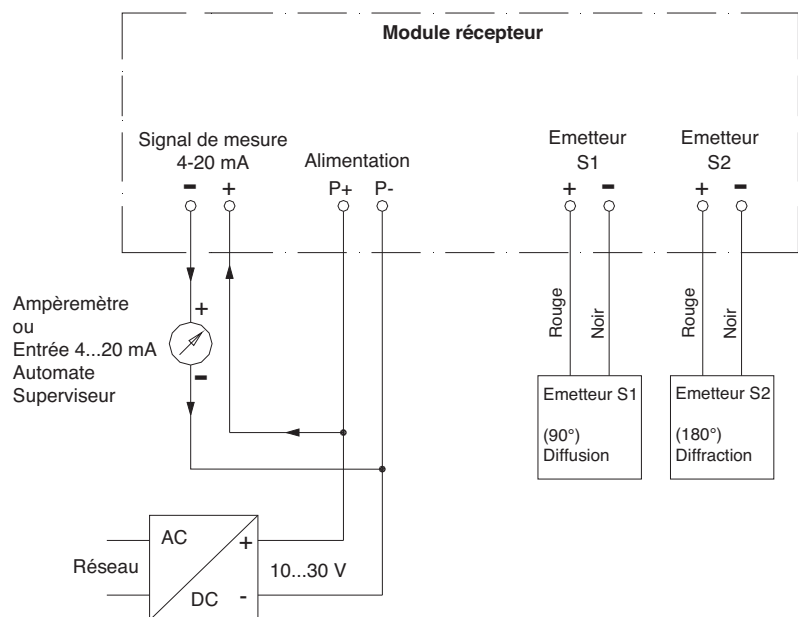 Module récepteur
Signal de mesure
4-20 mA
- +
Alimentation
P+ P-
Emetteur
S1
+ -
Emetteur
S2
+ -
Ampèremètre
ou
Entrée 4...20 mA
Automate
Superviseur
+
-
Rouge
Noir
Rouge
Noir
Emetteur S1
(90°)
Diffusion
Emetteur S2
(180°)
Diffraction
Réseau
AC
DC
+
-
10...30 V